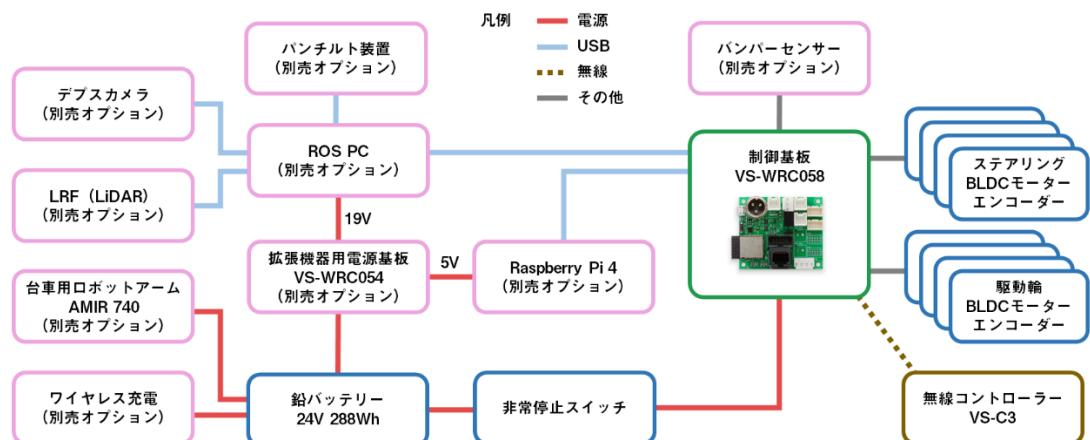 凡例
電源
USB
無線
その他
パンチルト装置
(別売オプション)
バンパーセンサー
(別売オプション)
デプスカメラ
(別売オプション)
ROS PC
(別売オプション)
制御基板
VS-WRC058
ステアリング
BLDCモーター
エンコーダー
LRF（LiDAR）
(別売オプション)
19V
拡張機器用電源基板
VS-WRC054
(別売オプション)
5V
Raspberry Pi 4
(別売オプション)
台車用ロボットアーム
AMIR 740
(別売オプション)
駆動輪
BLDCモーター
エンコーダー
ワイヤレス充電
(別売オプション)
鉛バッテリー
24V 288Wh
非常停止スイッチ
無線コントローラー
VS-C3